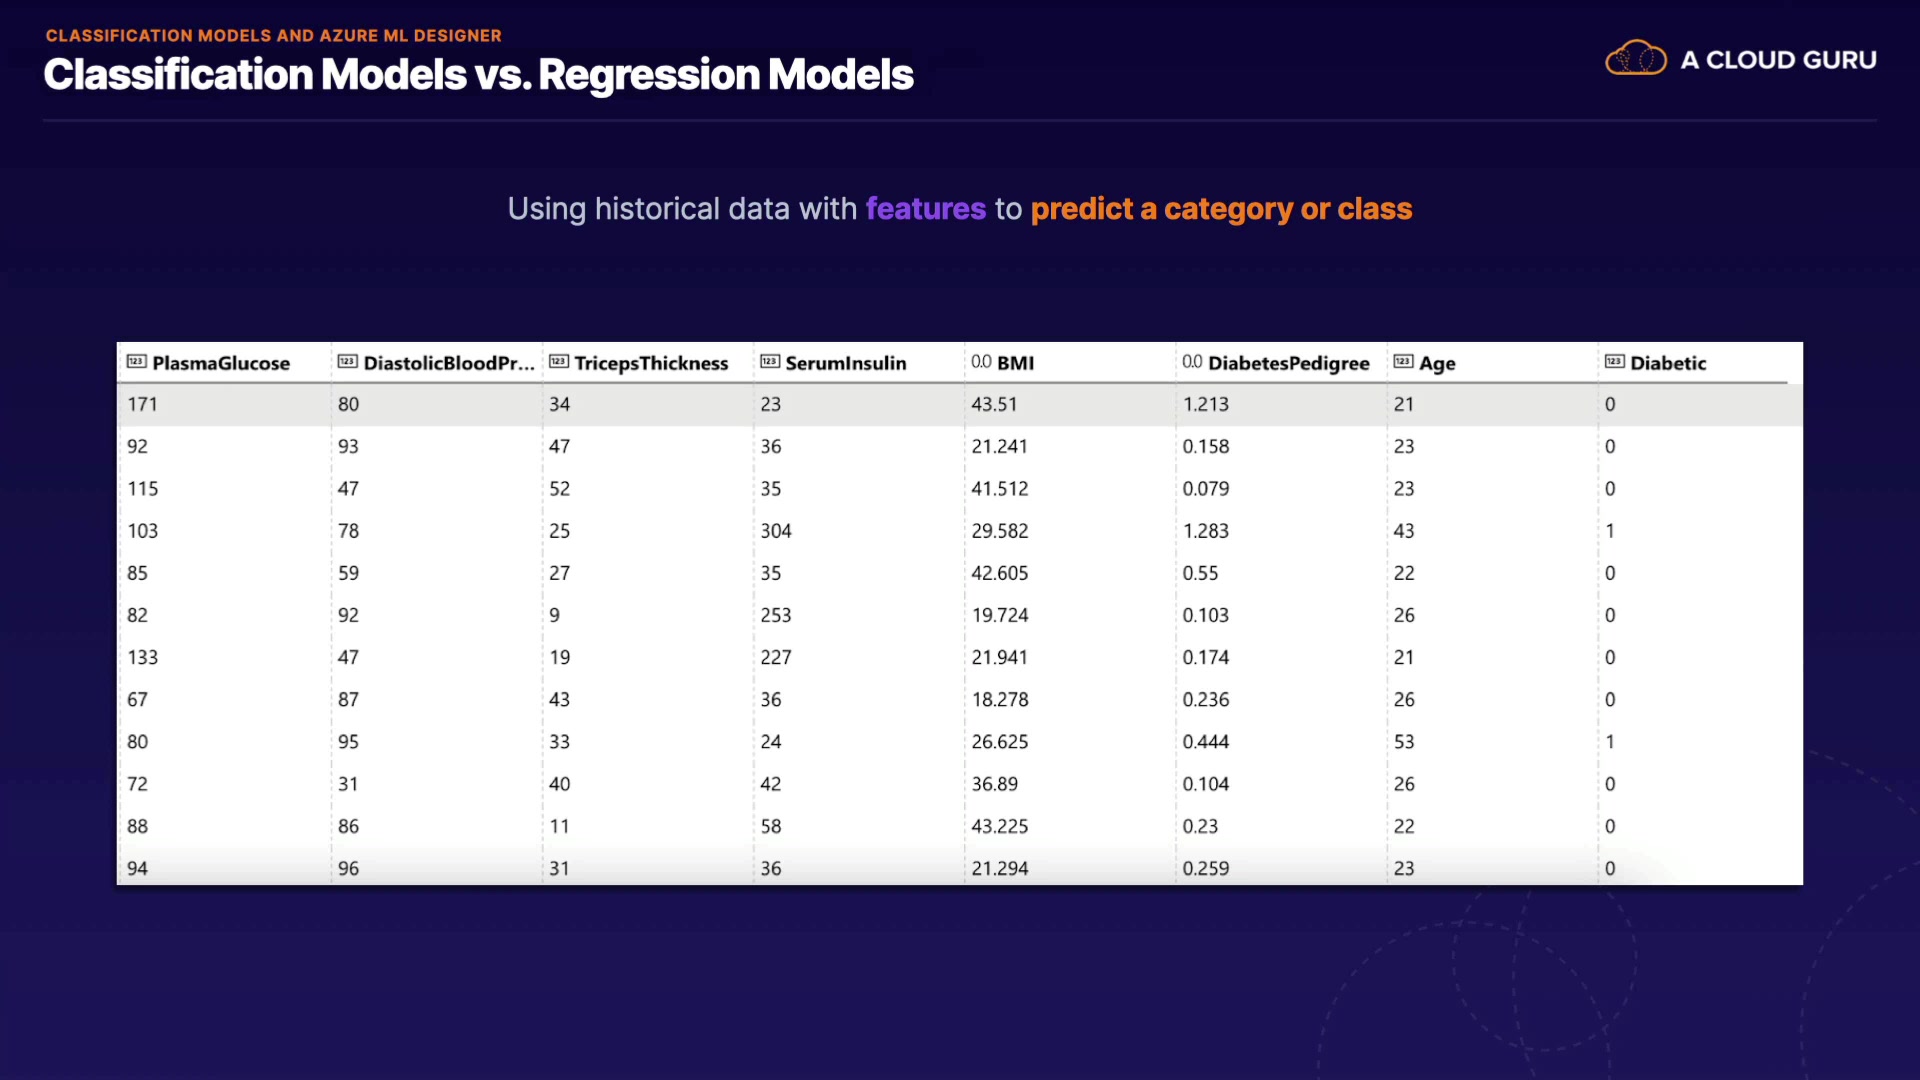 CLASSIFICATION MODELS AND AZURE ML DESIGNER
Classification Models vs. Regression Models
A CLOUD GURU
Using historical data with features to predict a category or class
123 PlasmaGlucose 123 DiastolicBloodPr... 123 TricepsThickness 123 SerumInsulin 0.0 BMI 0.0 DiabetesPedigree 123 Age 123 Diabetic
171 80 34 23 43.51 1.213 21 0
92 93 47 36 21.241 0.158 23 0
115 47 52 35 41.512 0.079 23 0
103 78 25 304 29.582 1.283 43 1
85 59 27 35 42.605 0.55 22 0
82 92 9 253 19.724 0.103 26 0
133 47 19 227 21.941 0.174 21 0
67 87 43 36 18.278 0.236 26 0
80 95 33 24 26.625 0.444 53 1
72 31 40 42 36.89 0.104 26 0
88 86 11 58 43.225 0.23 22 0
94 96 31 36 21.294 0.259 23 0